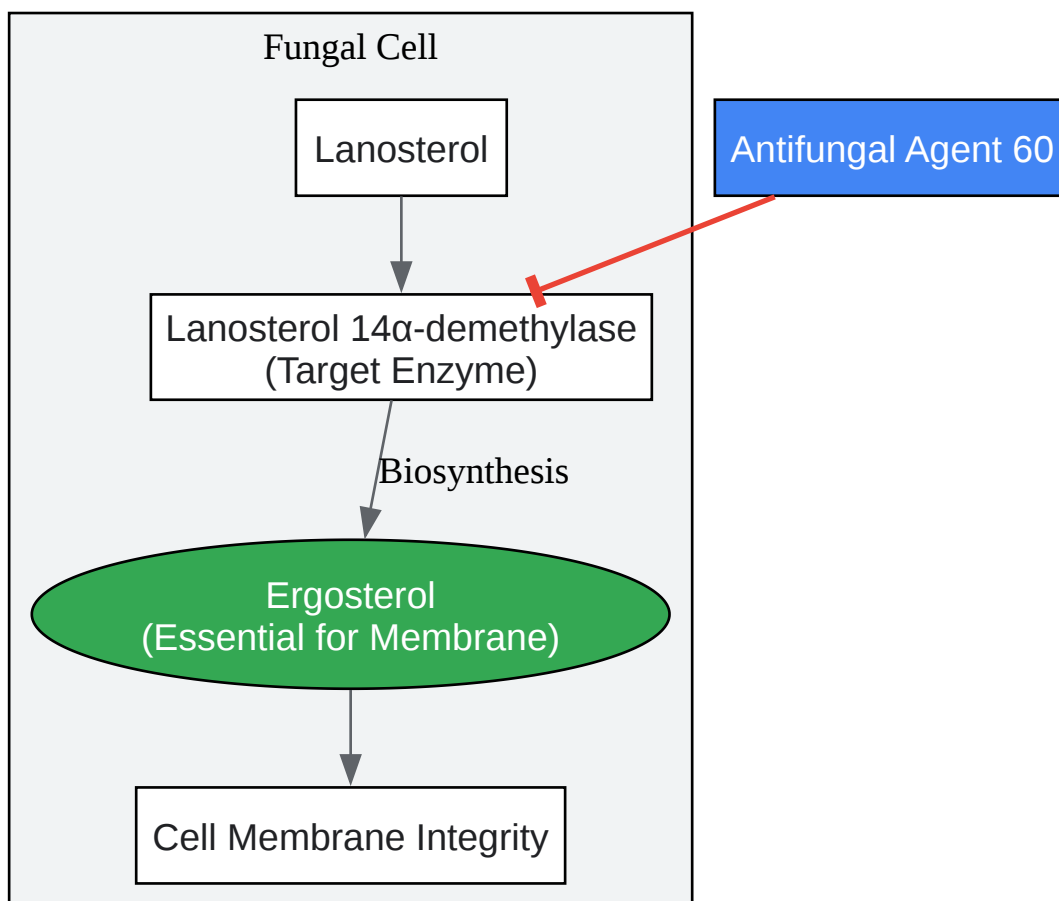 Fungal Cell
Lanosterol
Antifungal Agent 60
Lanosterol 14α-demethylase
(Target Enzyme)
Biosynthesis
Ergosterol
(Essential for Membrane)
Cell Membrane Integrity